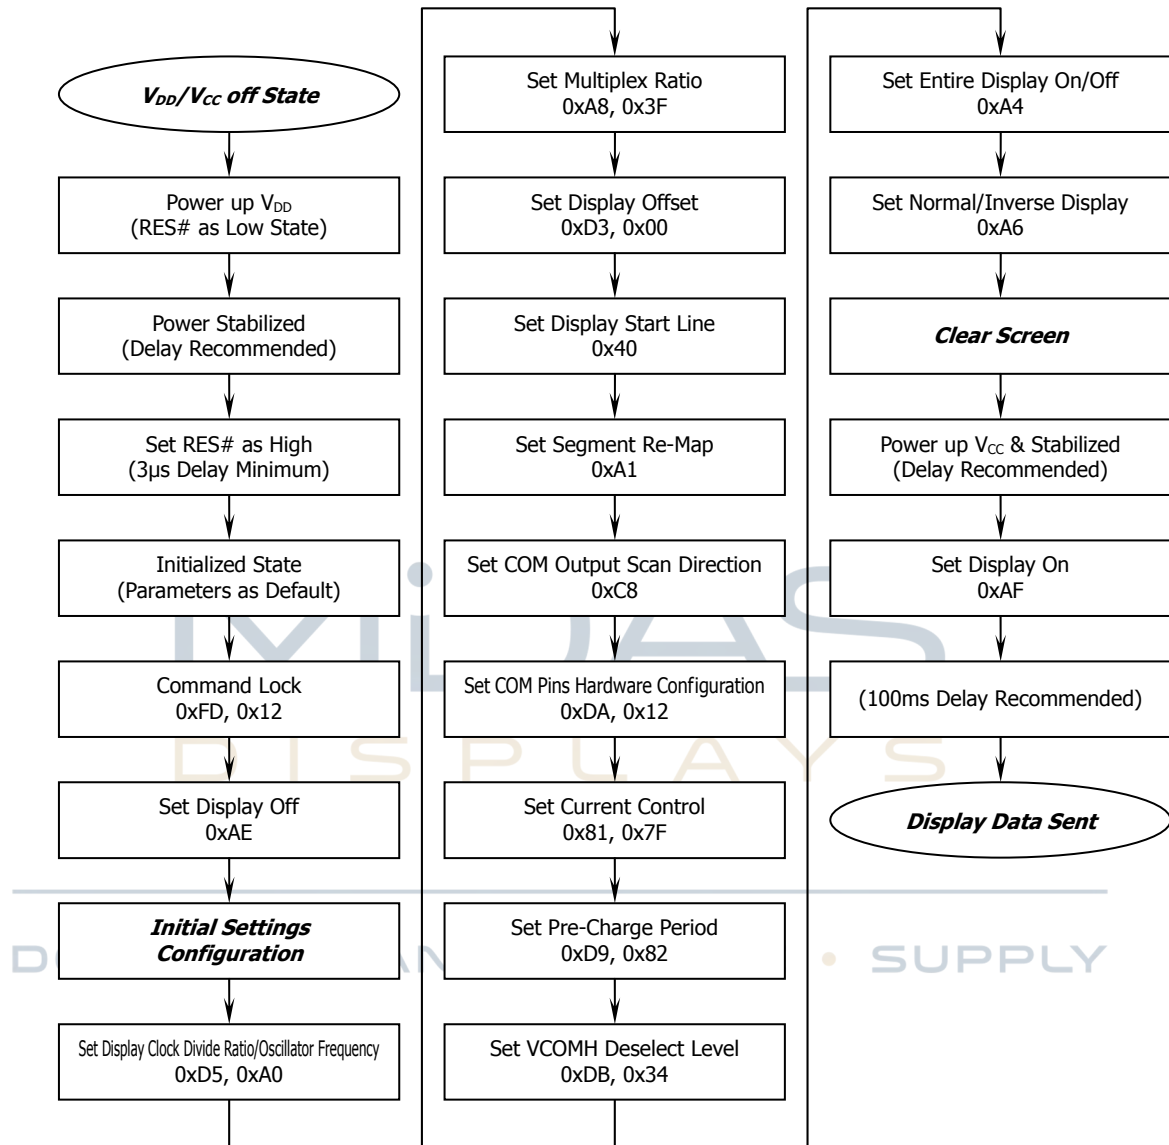 V_DD/V_CC off State
Power up V_DD
(RES# as Low State)
Power Stabilized
(Delay Recommended)
Set RES# as High
(3µs Delay Minimum)
Initialized State
(Parameters as Default)
Command Lock
0xFD, 0x12
Set Display Off
0xAE
Initial Settings
Configuration
Set Display Clock Divide Ratio/Oscillator Frequency
0xD5, 0xA0
Set Multiplex Ratio
0xA8, 0x3F
Set Display Offset
0xD3, 0x00
Set Display Start Line
0x40
Set Segment Re-Map
0xA1
Set COM Output Scan Direction
0xC8
Set COM Pins Hardware Configuration
0xDA, 0x12
Set Current Control
0x81, 0x7F
Set Pre-Charge Period
0xD9, 0x82
Set VCOMH Deselect Level
0xDB, 0x34
Set Entire Display On/Off
0xA4
Set Normal/Inverse Display
0xA6
Clear Screen
Power up V_CC & Stabilized
(Delay Recommended)
Set Display On
0xAF
(100ms Delay Recommended)
Display Data Sent
MIDAS
DISPLAYS
• SUPPLY